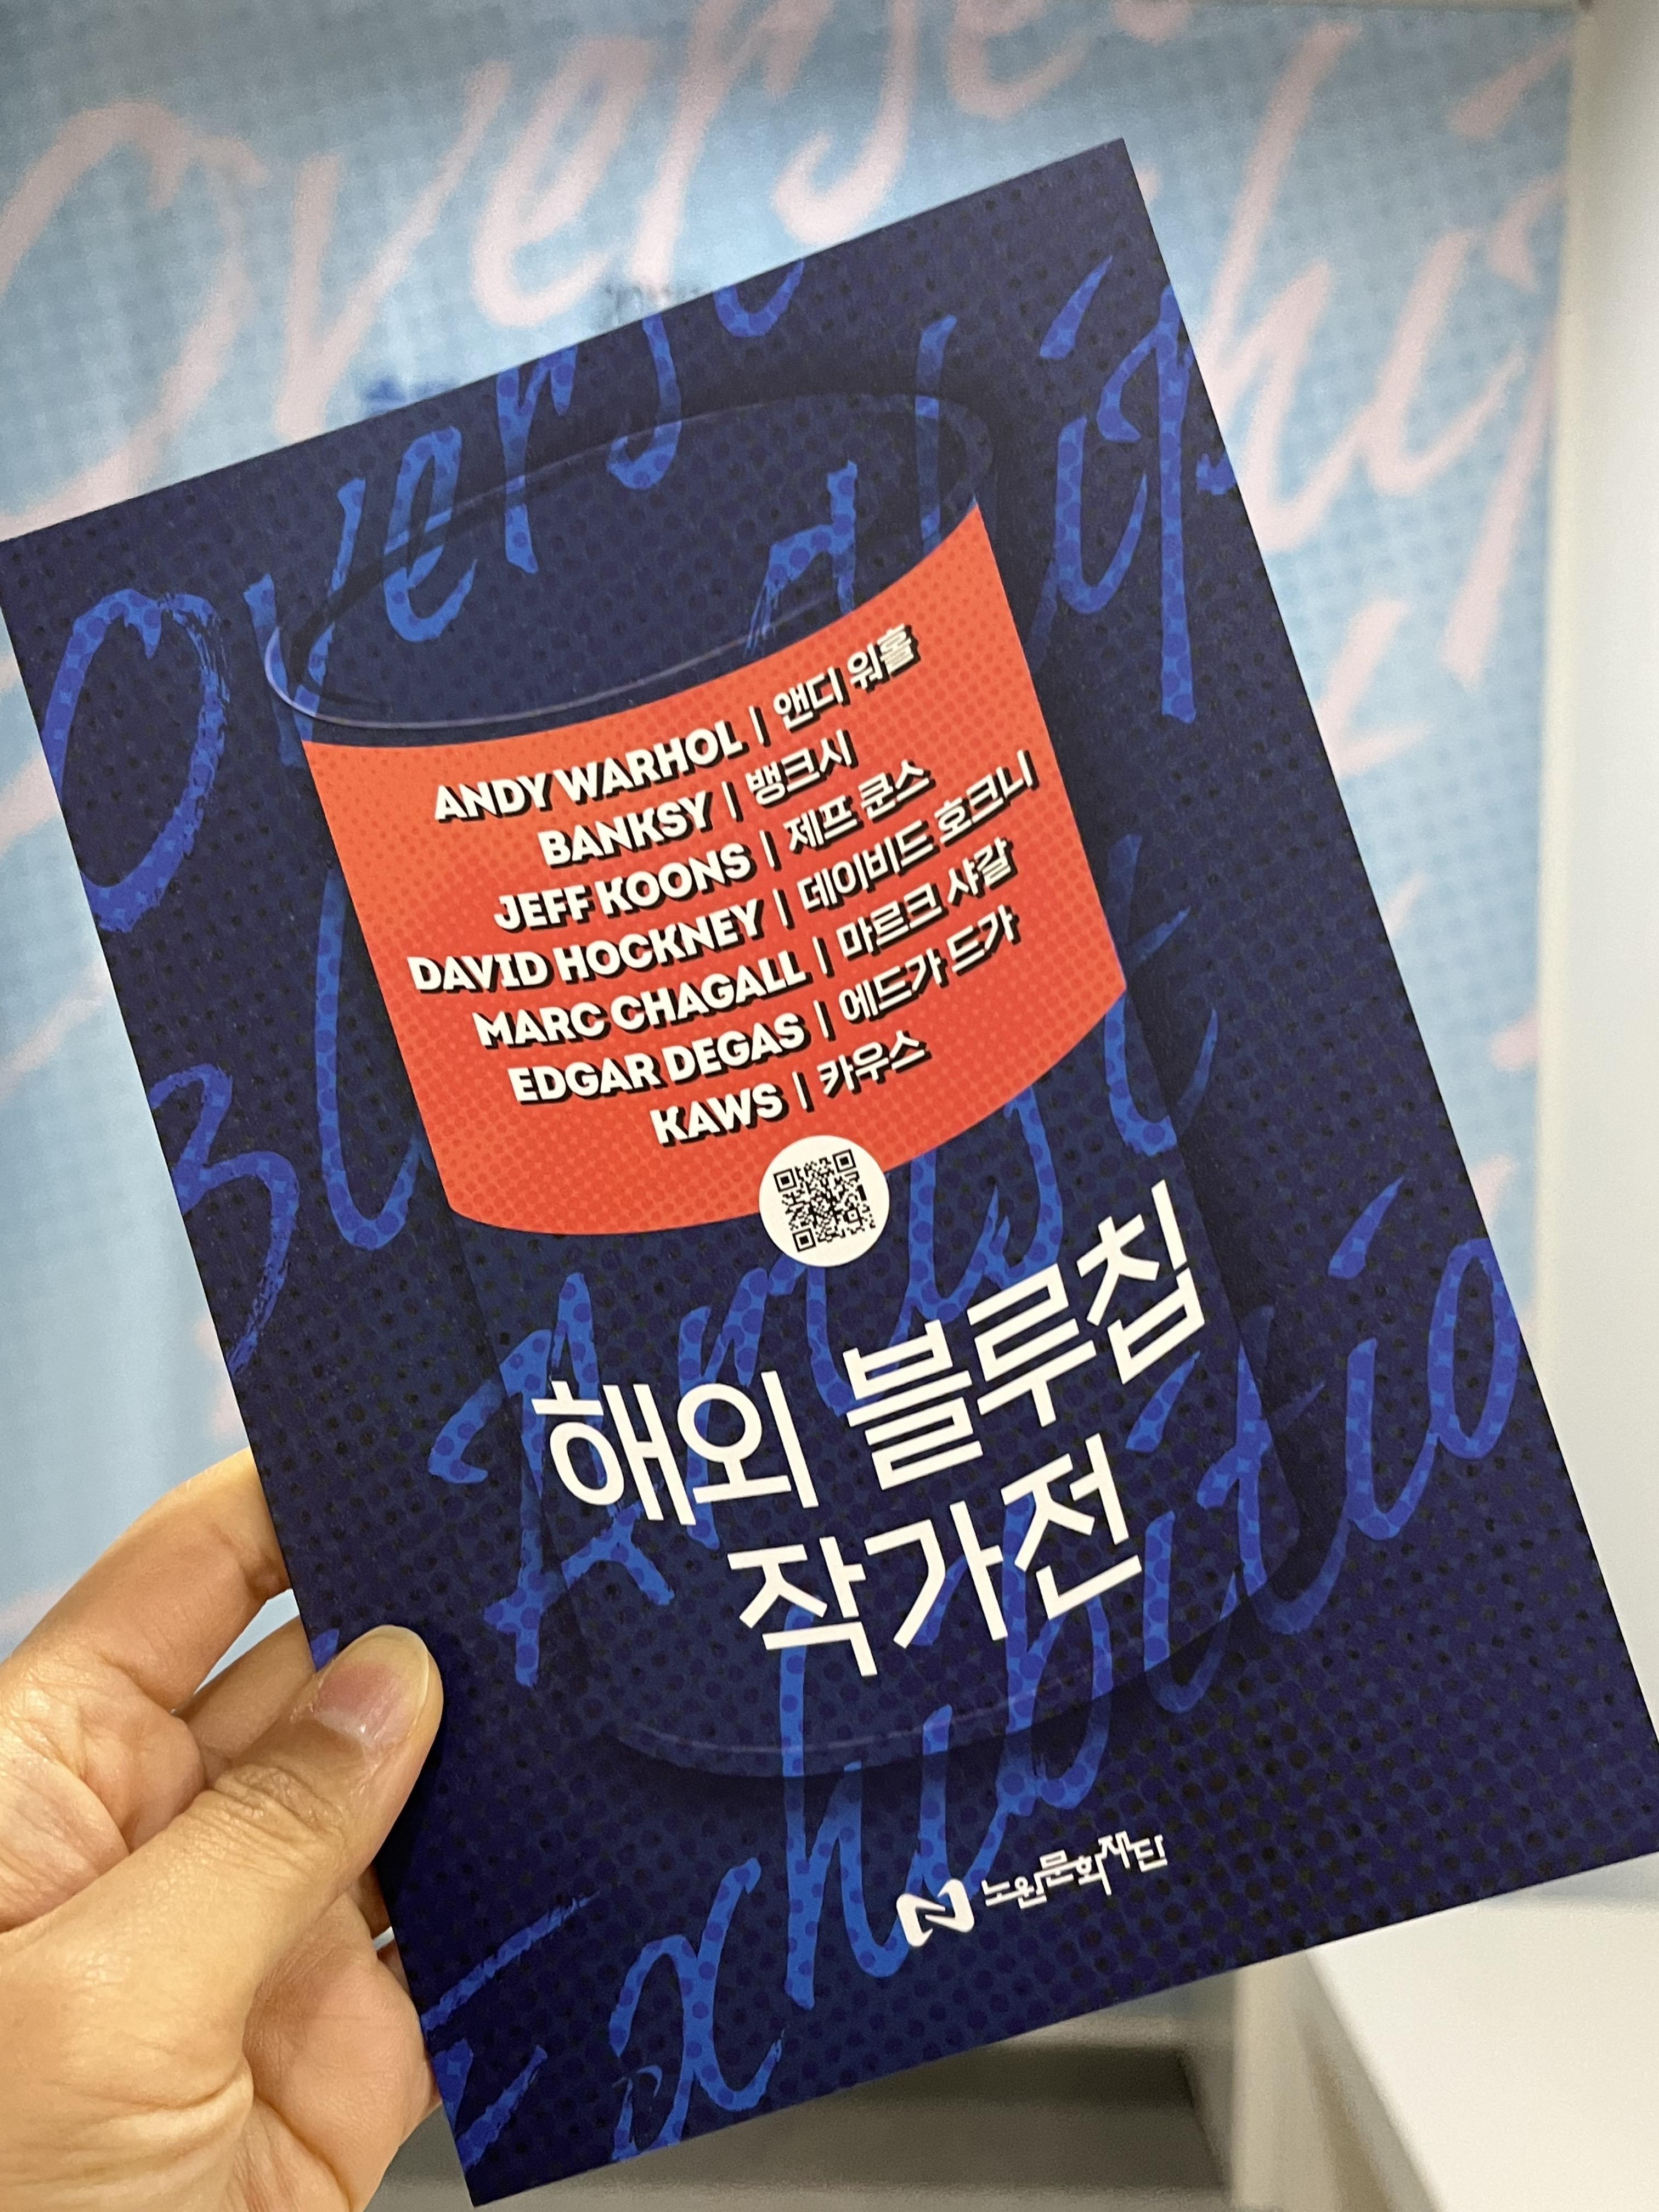 Overse
ANDY WARHOL | 앤디 워홀
BANKSY | 뱅크시
JEFF KOONS | 제프 쿤스
DAVID HOCKNEY | 데이비드 호크니
MARC CHAGALL | 마르크 샤갈
EDGAR DEGAS | 에드가 드가
KAWS | 카우스
해외 블루칩
작가전
Artist
Exhibitio
노원문화재단